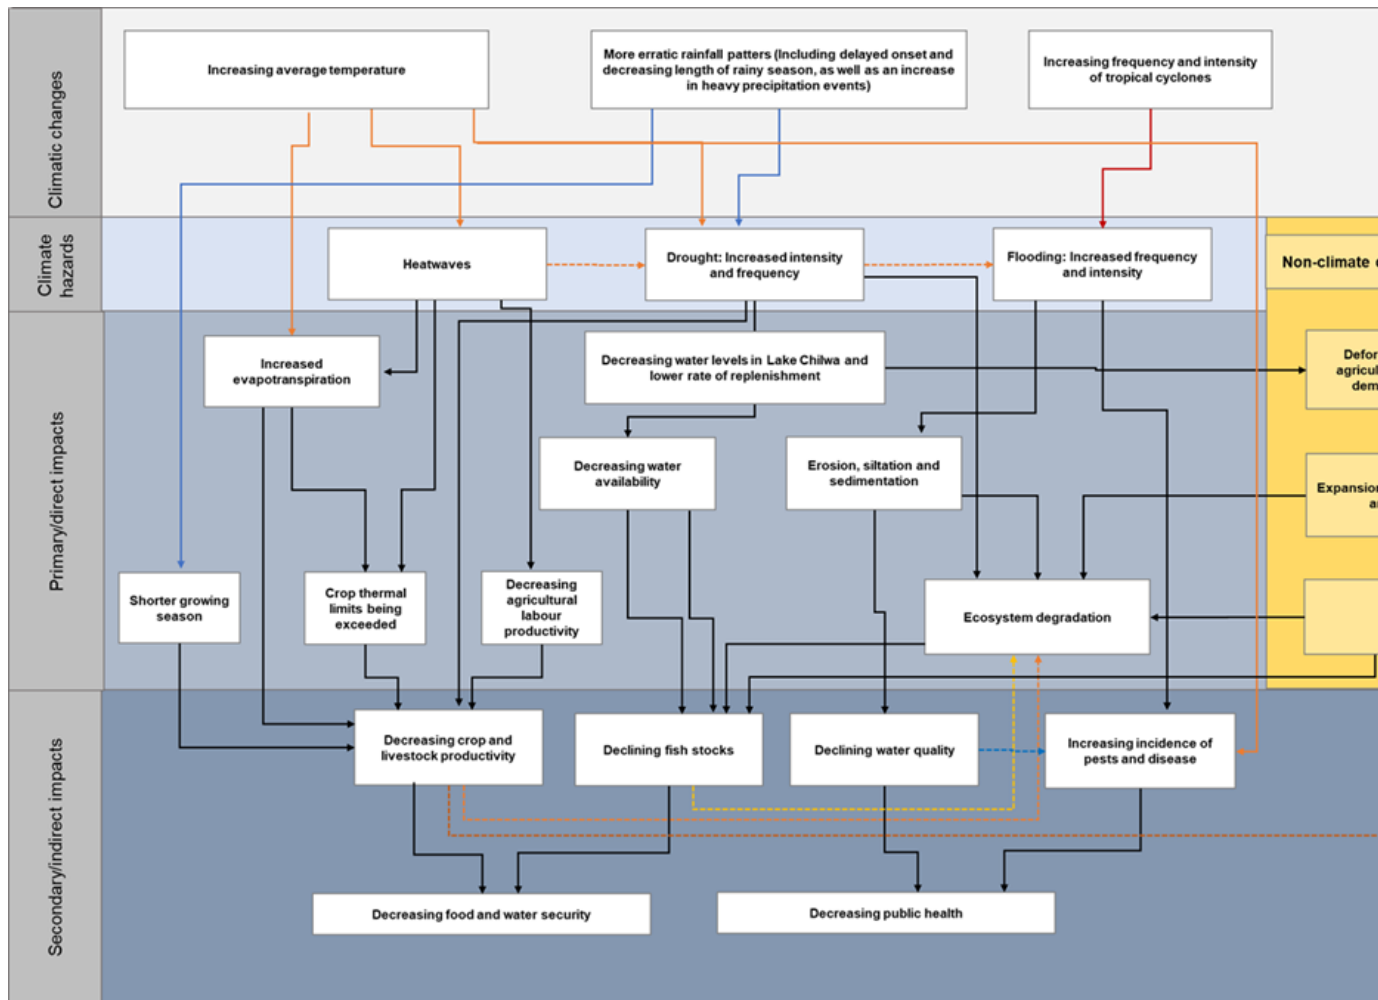 Climatic changes
Increasing average temperature
More erratic rainfall patters (Including delayed onset and
decreasing length of rainy season, as well as an increase
in heavy precipitation events)
Increasing frequency and intensity
of tropical cyclones
Climate
hazards
Heatwaves
Drought: Increased intensity
and frequency
Flooding: Increased frequency
and intensity
Non-climate
Primary/direct impacts
Increased
evapotranspiration
Decreasing water levels in Lake Chilwa and
lower rate of replenishment
Decreasing water
availability
Erosion, siltation and
sedimentation
Expansion
Shorter growing
season
Crop thermal
limits being
exceeded
Decreasing
agricultural
labour
productivity
Ecosystem degradation
Secondary/indirect impacts
Decreasing crop and
livestock productivity
Declining fish stocks
Declining water quality
Increasing incidence of
pests and disease
Decreasing food and water security
Decreasing public health